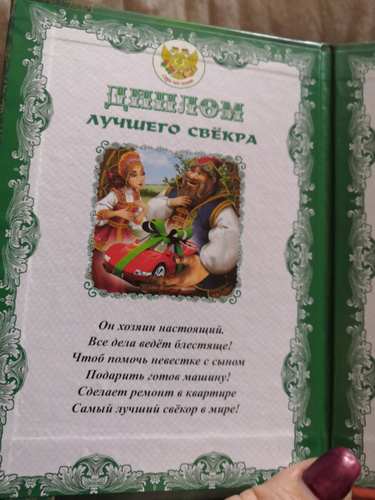 ДИПЛОМ
ЛУЧШЕГО СВЁКРА
Он хозяин настоящий.
Все дела ведёт блестяще!
Чтоб помочь невестке с сыном
Подарить готов машину!
Сделает ремонт в квартире
Самый лучший свёкор в мире!